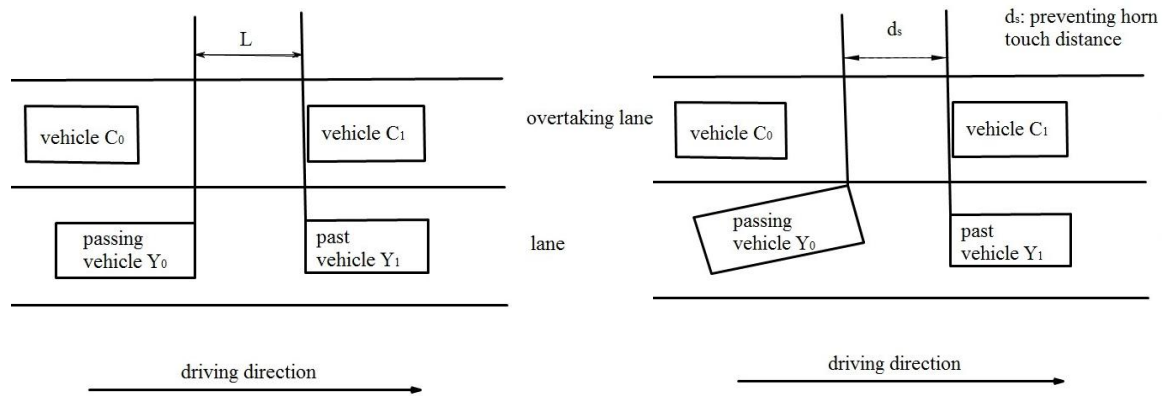 L
vehicle C₀
vehicle C₁
passing
vehicle Y₀
past
vehicle Y₁
driving direction
overtaking lane
lane
dₛ
dₛ: preventing horn
touch distance
vehicle C₀
vehicle C₁
passing
vehicle Y₀
past
vehicle Y₁
driving direction